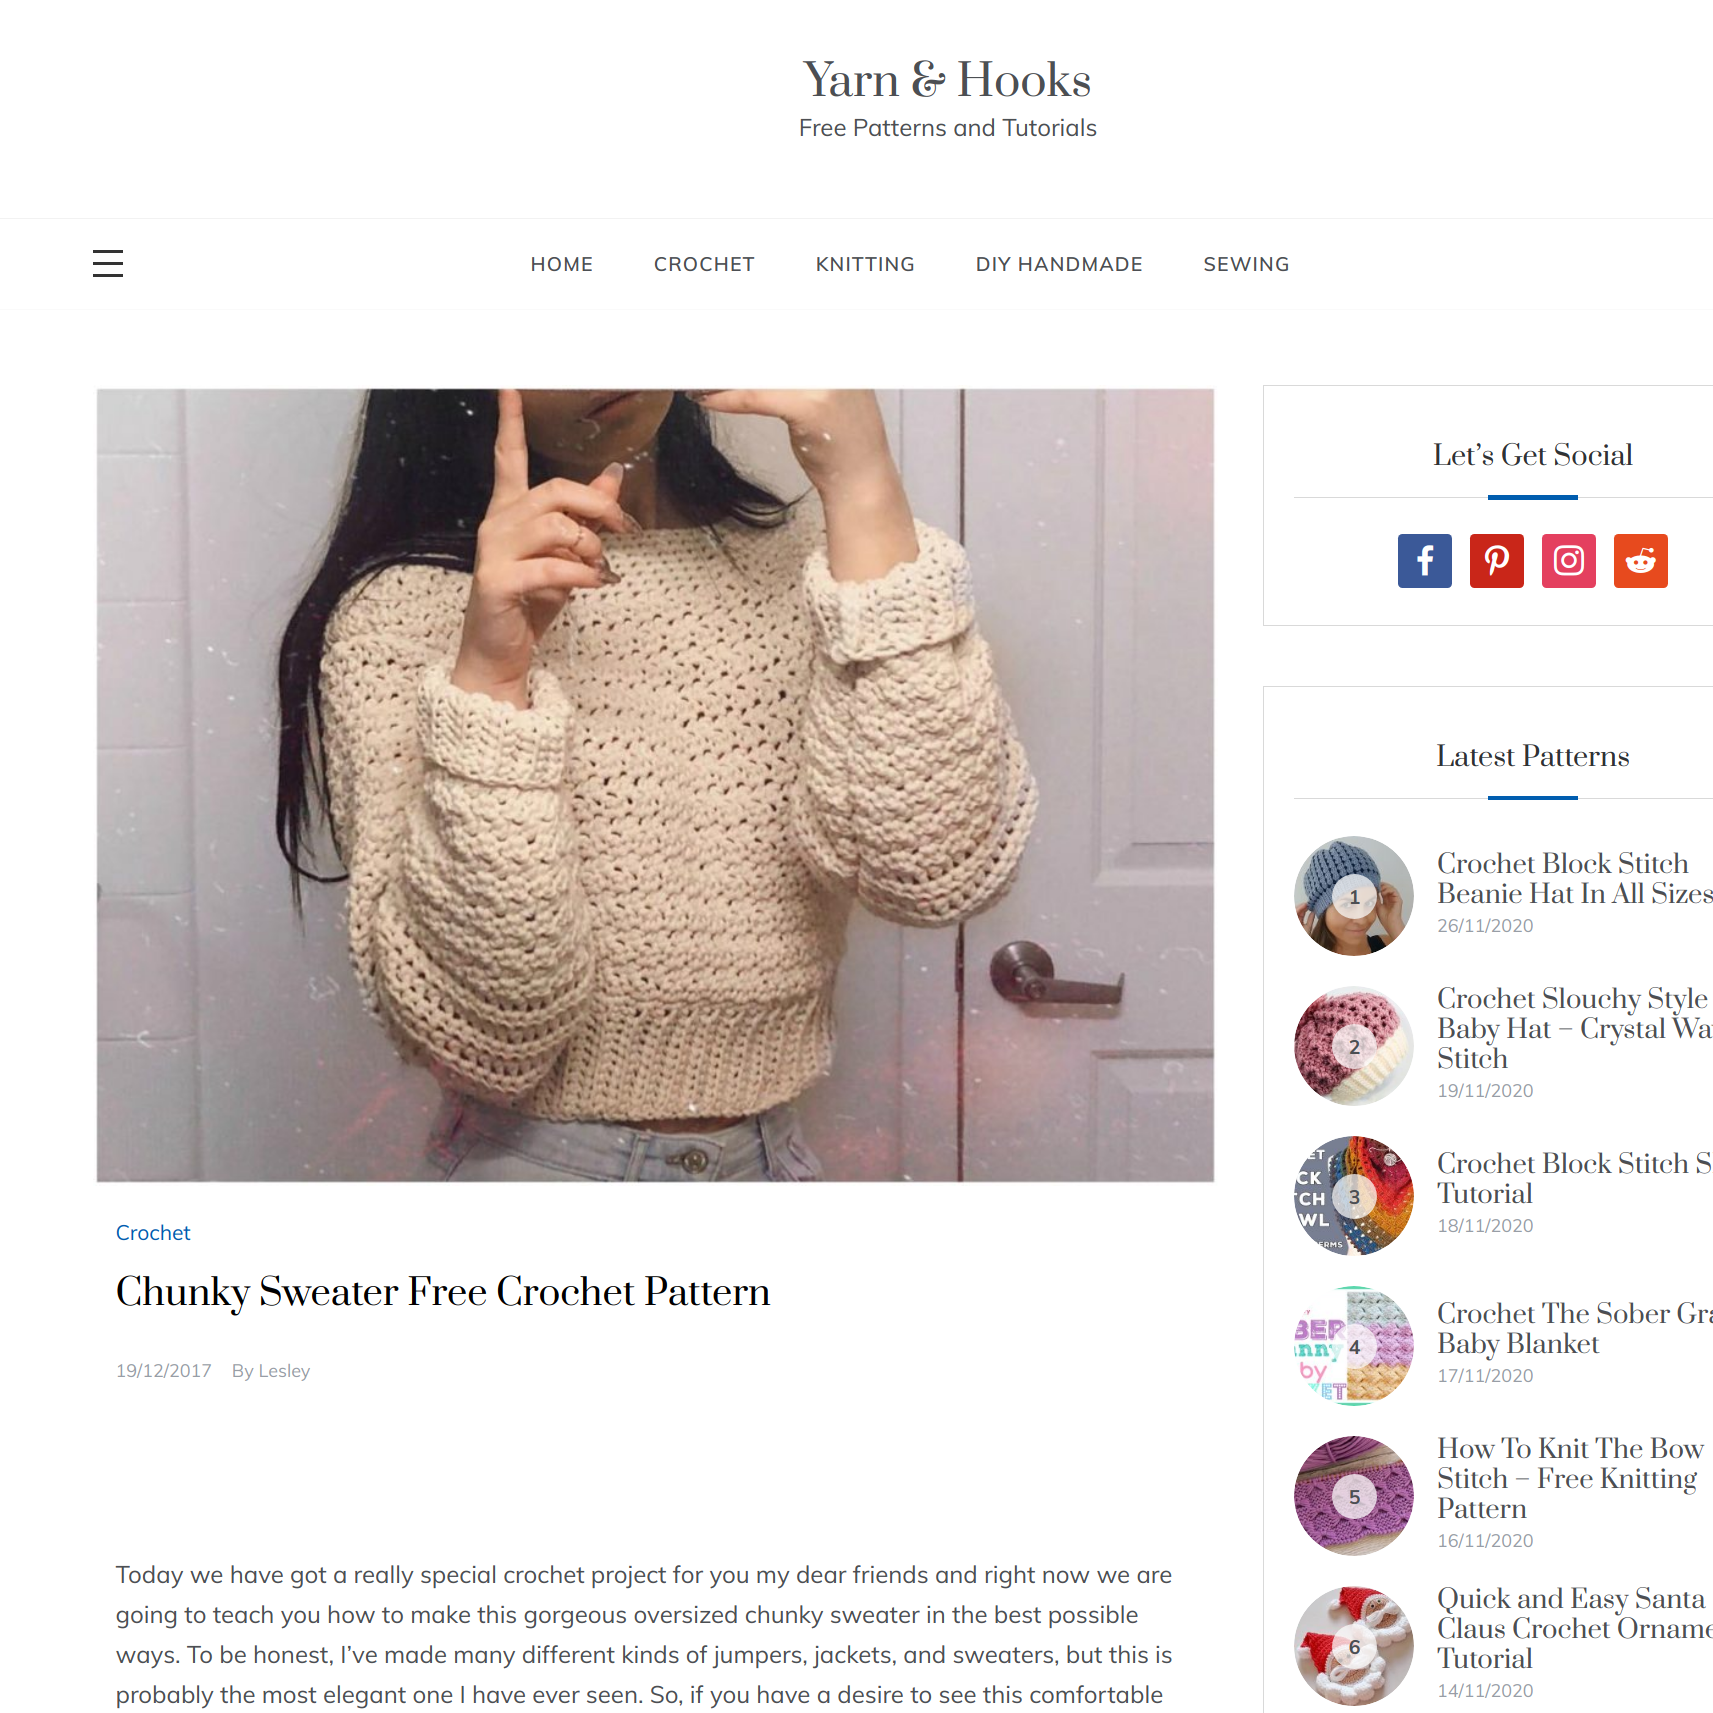 Yarn & Hooks
Free Patterns and Tutorials
HOME CROCHET KNITTING DIY HANDMADE SEWING
Crochet
Chunky Sweater Free Crochet Pattern
19/12/2017 By Lesley
Today we have got a really special crochet project for you my dear friends and right now we are
going to teach you how to make this gorgeous oversized chunky sweater in the best possible
ways. To be honest, I’ve made many different kinds of jumpers, jackets, and sweaters, but this is
probably the most elegant one I have ever seen. So, if you have a desire to see this comfortable
Let’s Get Social
Latest Patterns
1
Crochet Block Stitch
Beanie Hat In All Sizes
26/11/2020
2
Crochet Slouchy Style
Baby Hat – Crystal
Stitch
19/11/2020
3
Crochet Block Stitch
Tutorial
18/11/2020
4
Crochet The Sober
Baby Blanket
17/11/2020
5
How To Knit The Bow
Stitch – Free Knitting
Pattern
16/11/2020
6
Quick and Easy Santa
Claus Crochet
Tutorial
14/11/2020